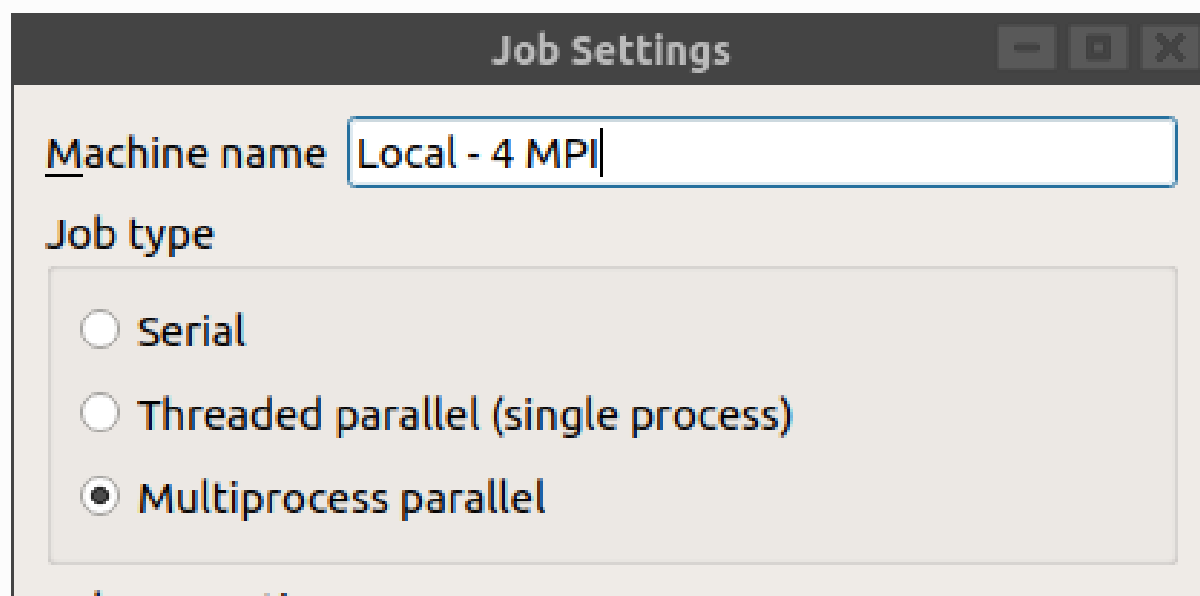 Job Settings
Machine name Local - 4 MPI
Job type
Serial
Threaded parallel (single process)
Multiprocess parallel